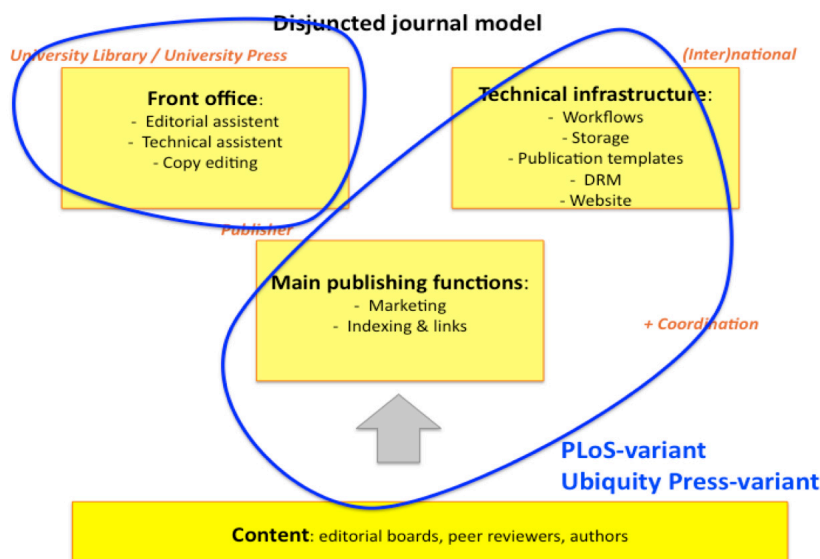 Disjuncted journal model
University Library / University Press
(Inter)national
Front office:
- Editorial assistent
- Technical assistent
- Copy editing
Technical infrastructure:
- Workflows
- Storage
- Publication templates
- DRM
- Website
Publisher
Main publishing functions:
- Marketing
- Indexing & links
+ Coordination
PLoS-variant
Ubiquity Press-variant
Content: editorial boards, peer reviewers, authors